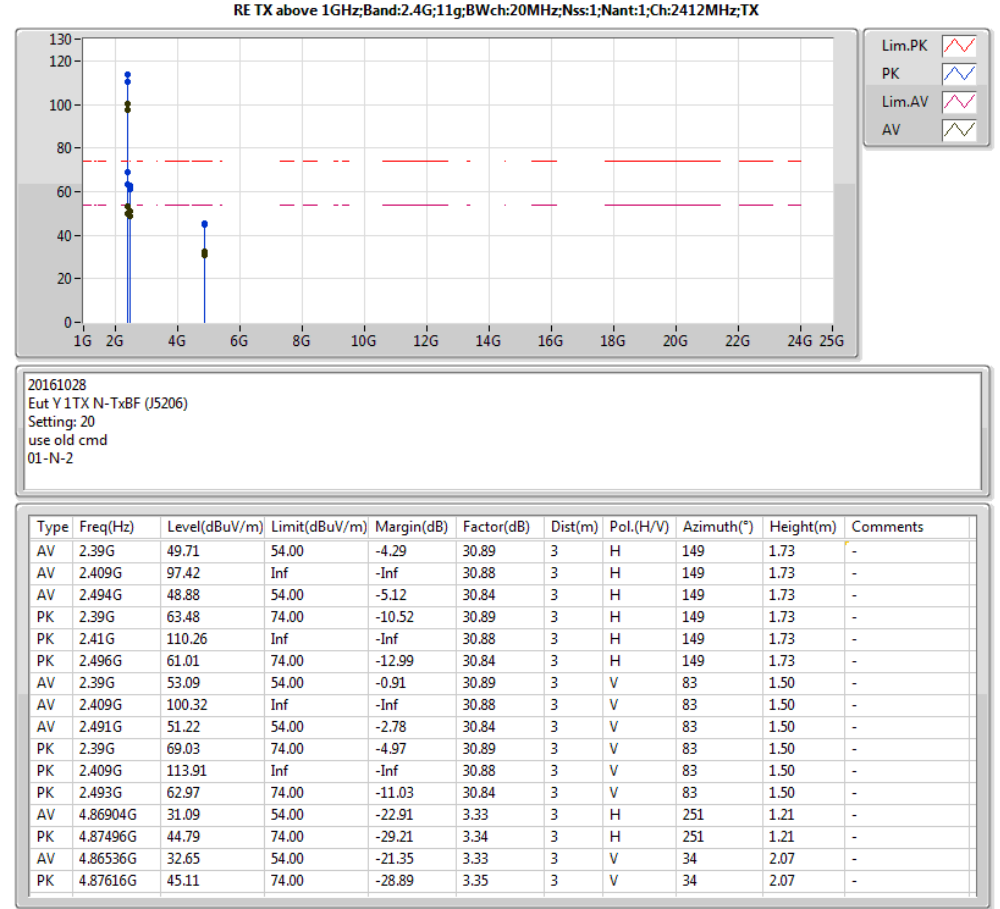 RE TX above 1GHz;Band:2.4G;11g;BWch:20MHz;Nss:1;Nant:1;Ch:2412MHz;TX
130
120
100
80
60
40
20
0
1G 2G 4G 6G 8G 10G 12G 14G 16G 18G 20G 22G 24G 25G
Lim.PK
PK
Lim.AV
AV
20161028
Eut Y 1TX N-TxBF (J5206)
Setting: 20
use old cmd
01-N-2
Type Freq(Hz) Level(dBuV/m) Limit(dBuV/m) Margin(dB) Factor(dB) Dist(m) Pol.(H/V) Azimuth(°) Height(m) Comments
AV 2.39G 49.71 54.00 -4.29 30.89 3 H 149 1.73 -
AV 2.409G 97.42 Inf -Inf 30.88 3 H 149 1.73 -
AV 2.494G 48.88 54.00 -5.12 30.84 3 H 149 1.73 -
PK 2.39G 63.48 74.00 -10.52 30.89 3 H 149 1.73 -
PK 2.41G 110.26 Inf -Inf 30.88 3 H 149 1.73 -
PK 2.496G 61.01 74.00 -12.99 30.84 3 H 149 1.73 -
AV 2.39G 53.09 54.00 -0.91 30.89 3 V 83 1.50 -
AV 2.409G 100.32 Inf -Inf 30.88 3 V 83 1.50 -
AV 2.491G 51.22 54.00 -2.78 30.84 3 V 83 1.50 -
PK 2.39G 69.03 74.00 -4.97 30.89 3 V 83 1.50 -
PK 2.409G 113.91 Inf -Inf 30.88 3 V 83 1.50 -
PK 2.493G 62.97 74.00 -11.03 30.84 3 V 83 1.50 -
AV 4.86904G 31.09 54.00 -22.91 3.33 3 H 251 1.21 -
PK 4.87496G 44.79 74.00 -29.21 3.34 3 H 251 1.21 -
AV 4.86536G 32.65 54.00 -21.35 3.33 3 V 34 2.07 -
PK 4.87616G 45.11 74.00 -28.89 3.35 3 V 34 2.07 -